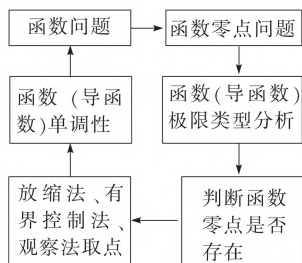 函数问题
函数零点问题
函数(导函数)
极限类型分析
判断函数
零点是否
存在
放缩法、有
界控制法、
观察法取点
函数（导函
数）单调性